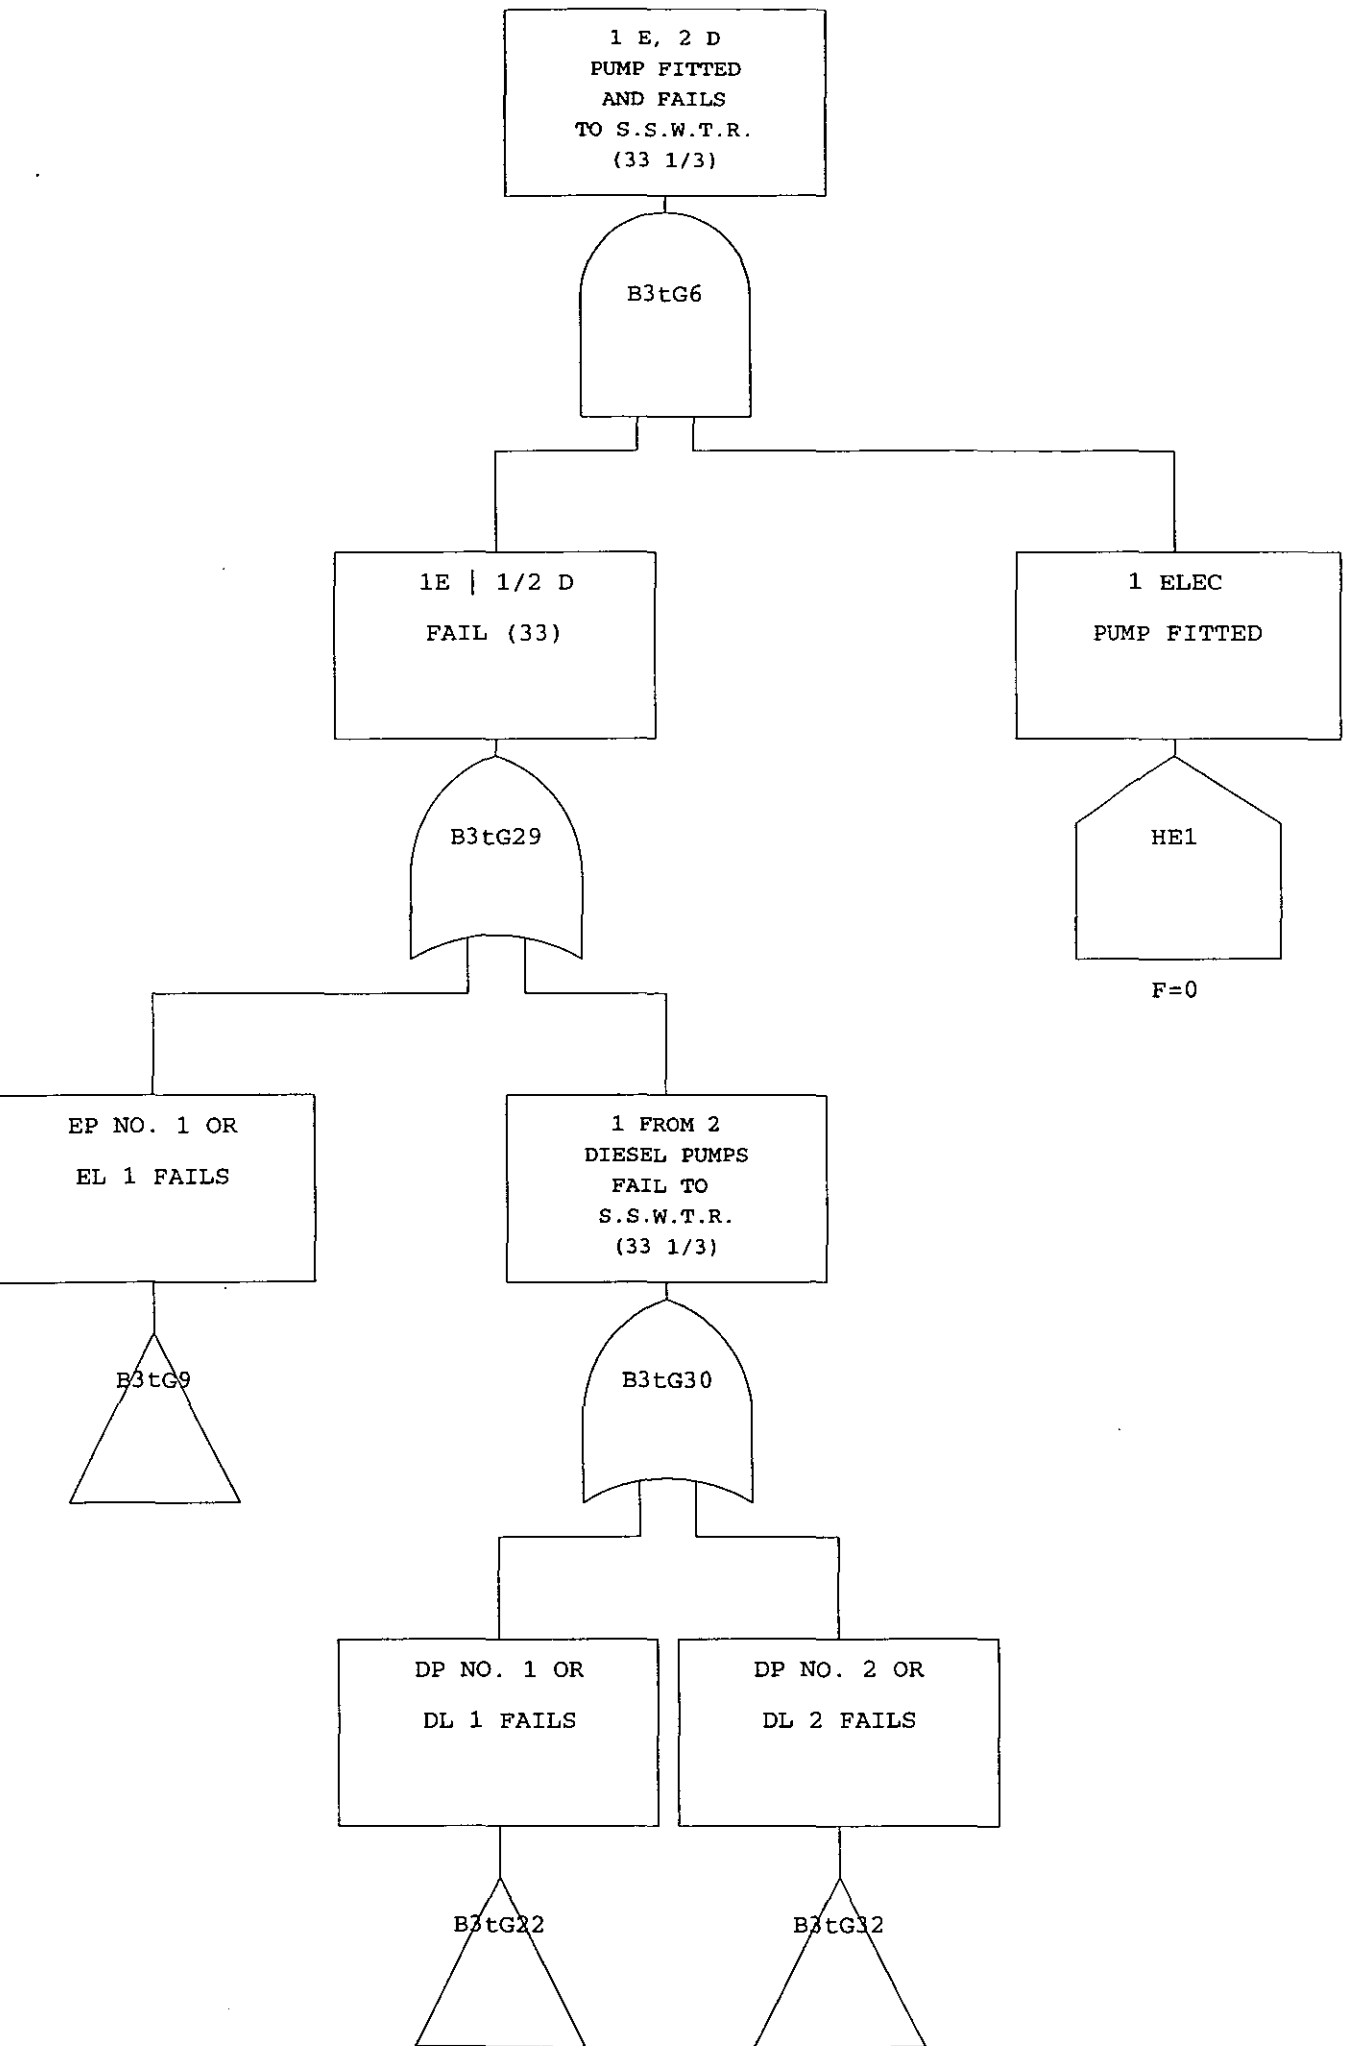 1 E, 2 D
PUMP FITTED
AND FAILS
TO S.S.W.T.R.
(33 1/3)
B3tG6
1E | 1/2 D
FAIL (33)
1 ELEC
PUMP FITTED
B3tG29
HE1
F=0
EP NO. 1 OR
EL 1 FAILS
1 FROM 2
DIESEL PUMPS
FAIL TO
S.S.W.T.R.
(33 1/3)
B3tG9
B3tG30
DP NO. 1 OR
DL 1 FAILS
DP NO. 2 OR
DL 2 FAILS
B3tG22
B3tG32